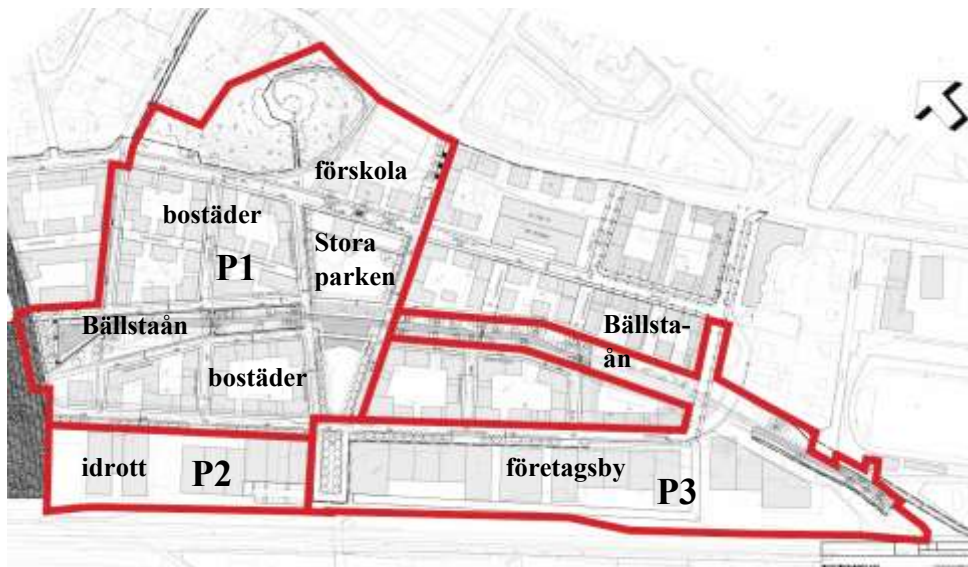 förskola
bostäder
Stora
parken
P1
Bällstaån
Bällsta-
ån
bostäder
idrott
P2
företagsby
P3